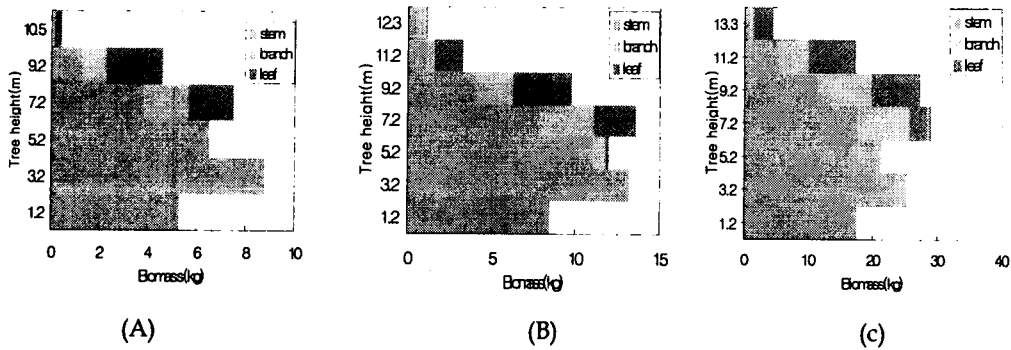 Tree height(m)
10.5
9.2
7.2
5.2
3.2
1.2
stem
branch
leaf
0 2 4 6 8 10
Biomass(kg)
(A)
Tree height(m)
12.3
11.2
9.2
7.2
5.2
3.2
1.2
stem
branch
leaf
0 5 10 15
Biomass(kg)
(B)
Tree height(m)
13.3
11.2
9.2
7.2
5.2
3.2
1.2
stem
branch
leaf
0 10 20 30 40
Biomass(kg)
(c)